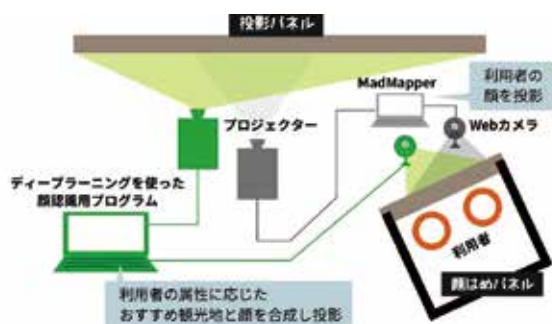 投影パネル
MadMapper
利用者の
顔を投影
プロジェクター
Webカメラ
ディープラーニングを使った
顔認識用プログラム
利用者
顔はめパネル
利用者の属性に応じた
おすすめ観光地と顔を合成し投影